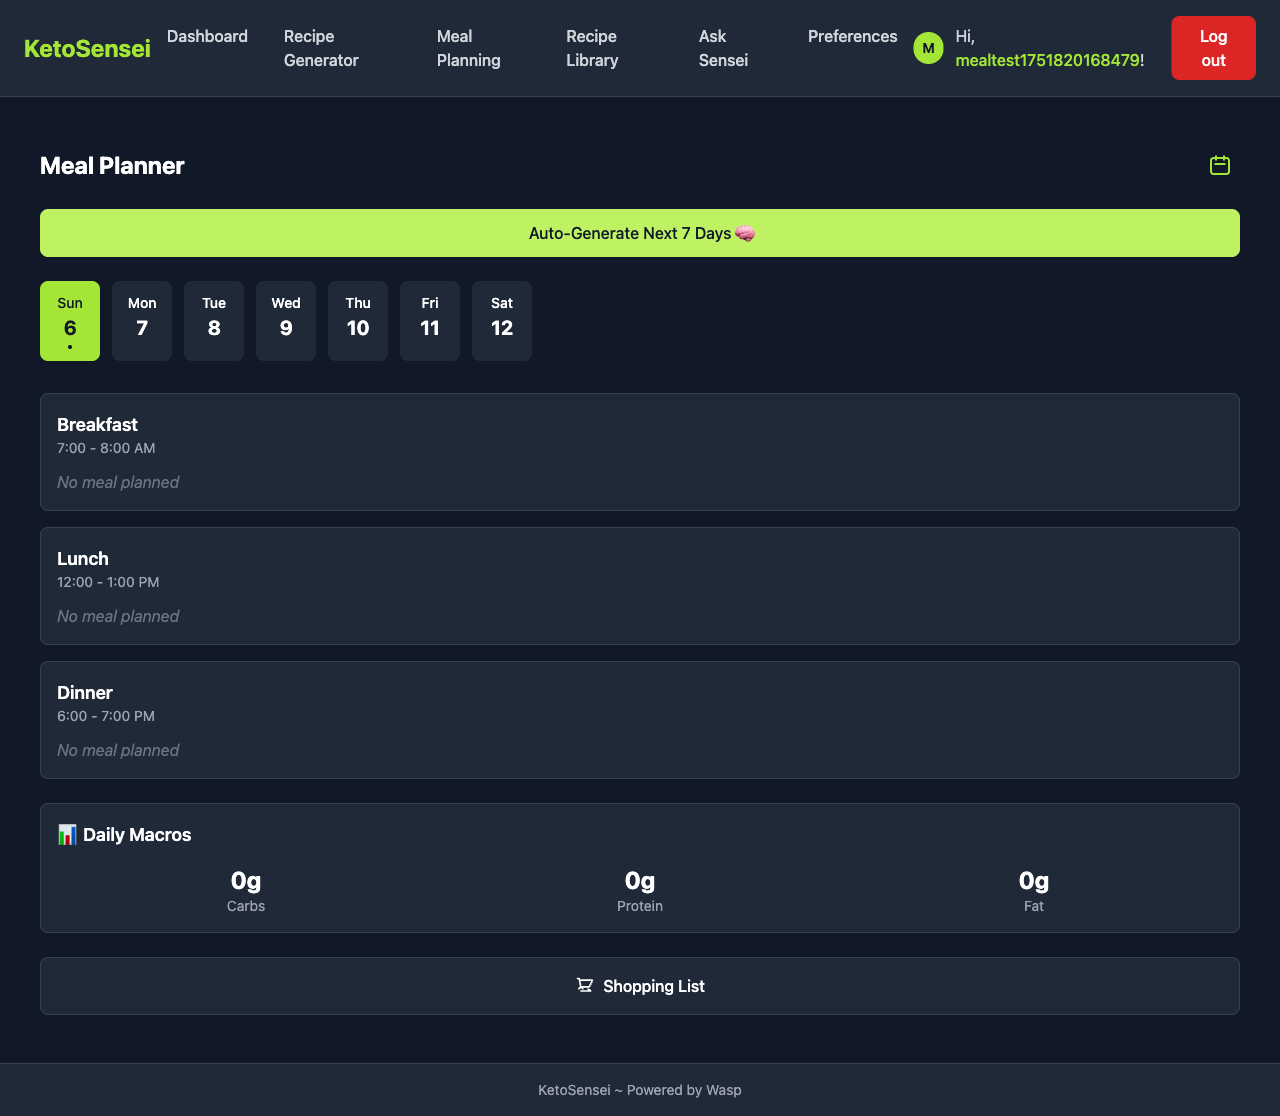 KetoSensei
Dashboard
Recipe
Generator
Meal
Planning
Recipe
Library
Ask
Sensei
Preferences
M
Hi,
mealtest1751820168479!
Log
out
Meal Planner
Auto-Generate Next 7 Days 🧠
Sun
6
Mon
7
Tue
8
Wed
9
Thu
10
Fri
11
Sat
12
Breakfast
7:00 - 8:00 AM
No meal planned
Lunch
12:00 - 1:00 PM
No meal planned
Dinner
6:00 - 7:00 PM
No meal planned
📊 Daily Macros
0g
Carbs
0g
Protein
0g
Fat
Shopping List
KetoSensei ~ Powered by Wasp